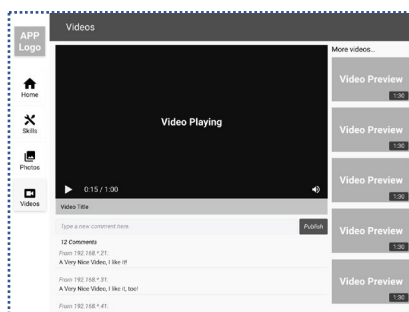 APP
Logo
Home
Skills
Photos
Videos
Videos
Video Playing
0:15 / 1:00
Video Title
Type a new comment here.
Publish
12 Comments
From 192.168.*.21:
A Very Nice Video, I like it!
From 192.168.*.31:
A Very Nice Video, I like it, too!
From 192.168.*.41:
More videos...
Video Preview
1:30
Video Preview
1:30
Video Preview
1:30
Video Preview
1:30
Video Preview
1:30